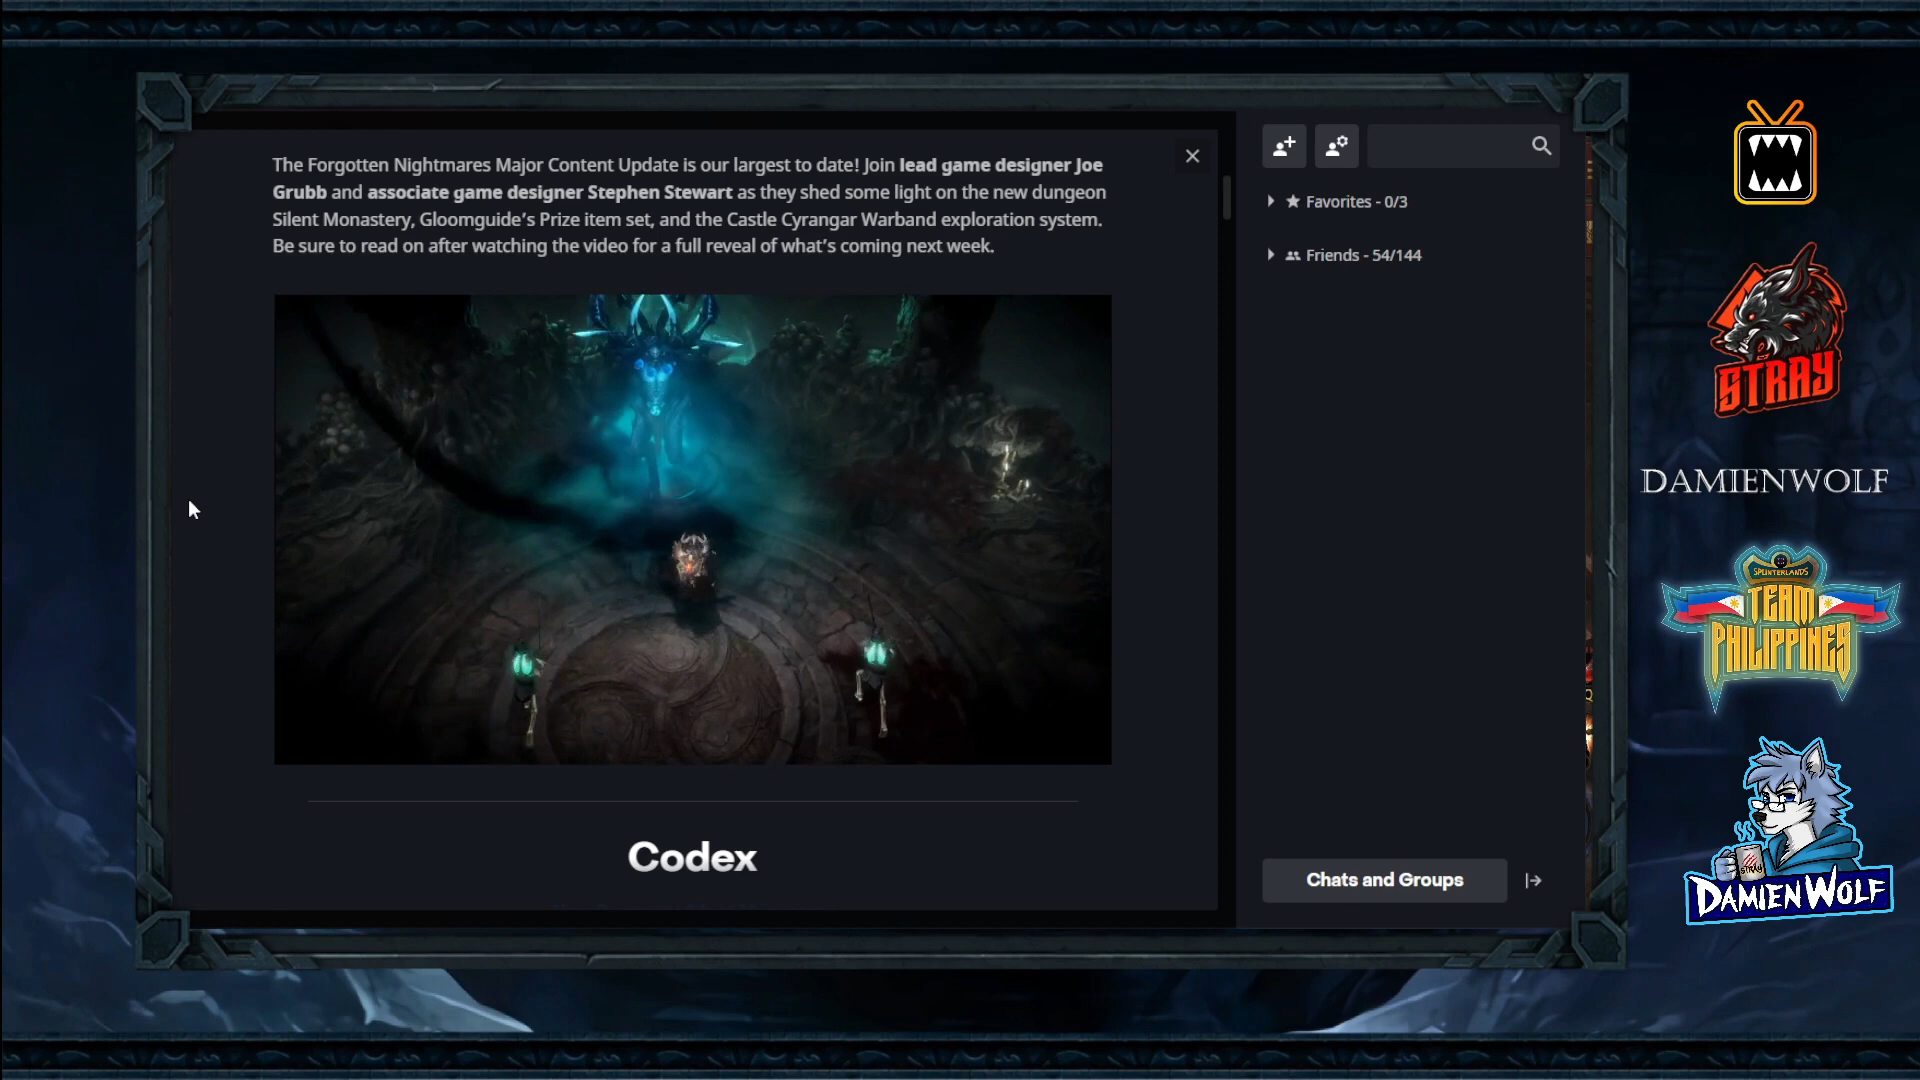 The Forgotten Nightmares Major Content Update is our largest to date! Join lead game designer Joe
Grubb and associate game designer Stephen Stewart as they shed some light on the new dungeon
Silent Monastery, Gloomguide's Prize item set, and the Castle Cyrangar Warband exploration system.
Be sure to read on after watching the video for a full reveal of what's coming next week.
Codex
Favorites - 0/3
Friends - 54/144
Chats and Groups
STRAY
DAMIENWOLF
SPLINTERLANDS
TEAM
PHILIPPINES
STRAY
DAMIENWOLF